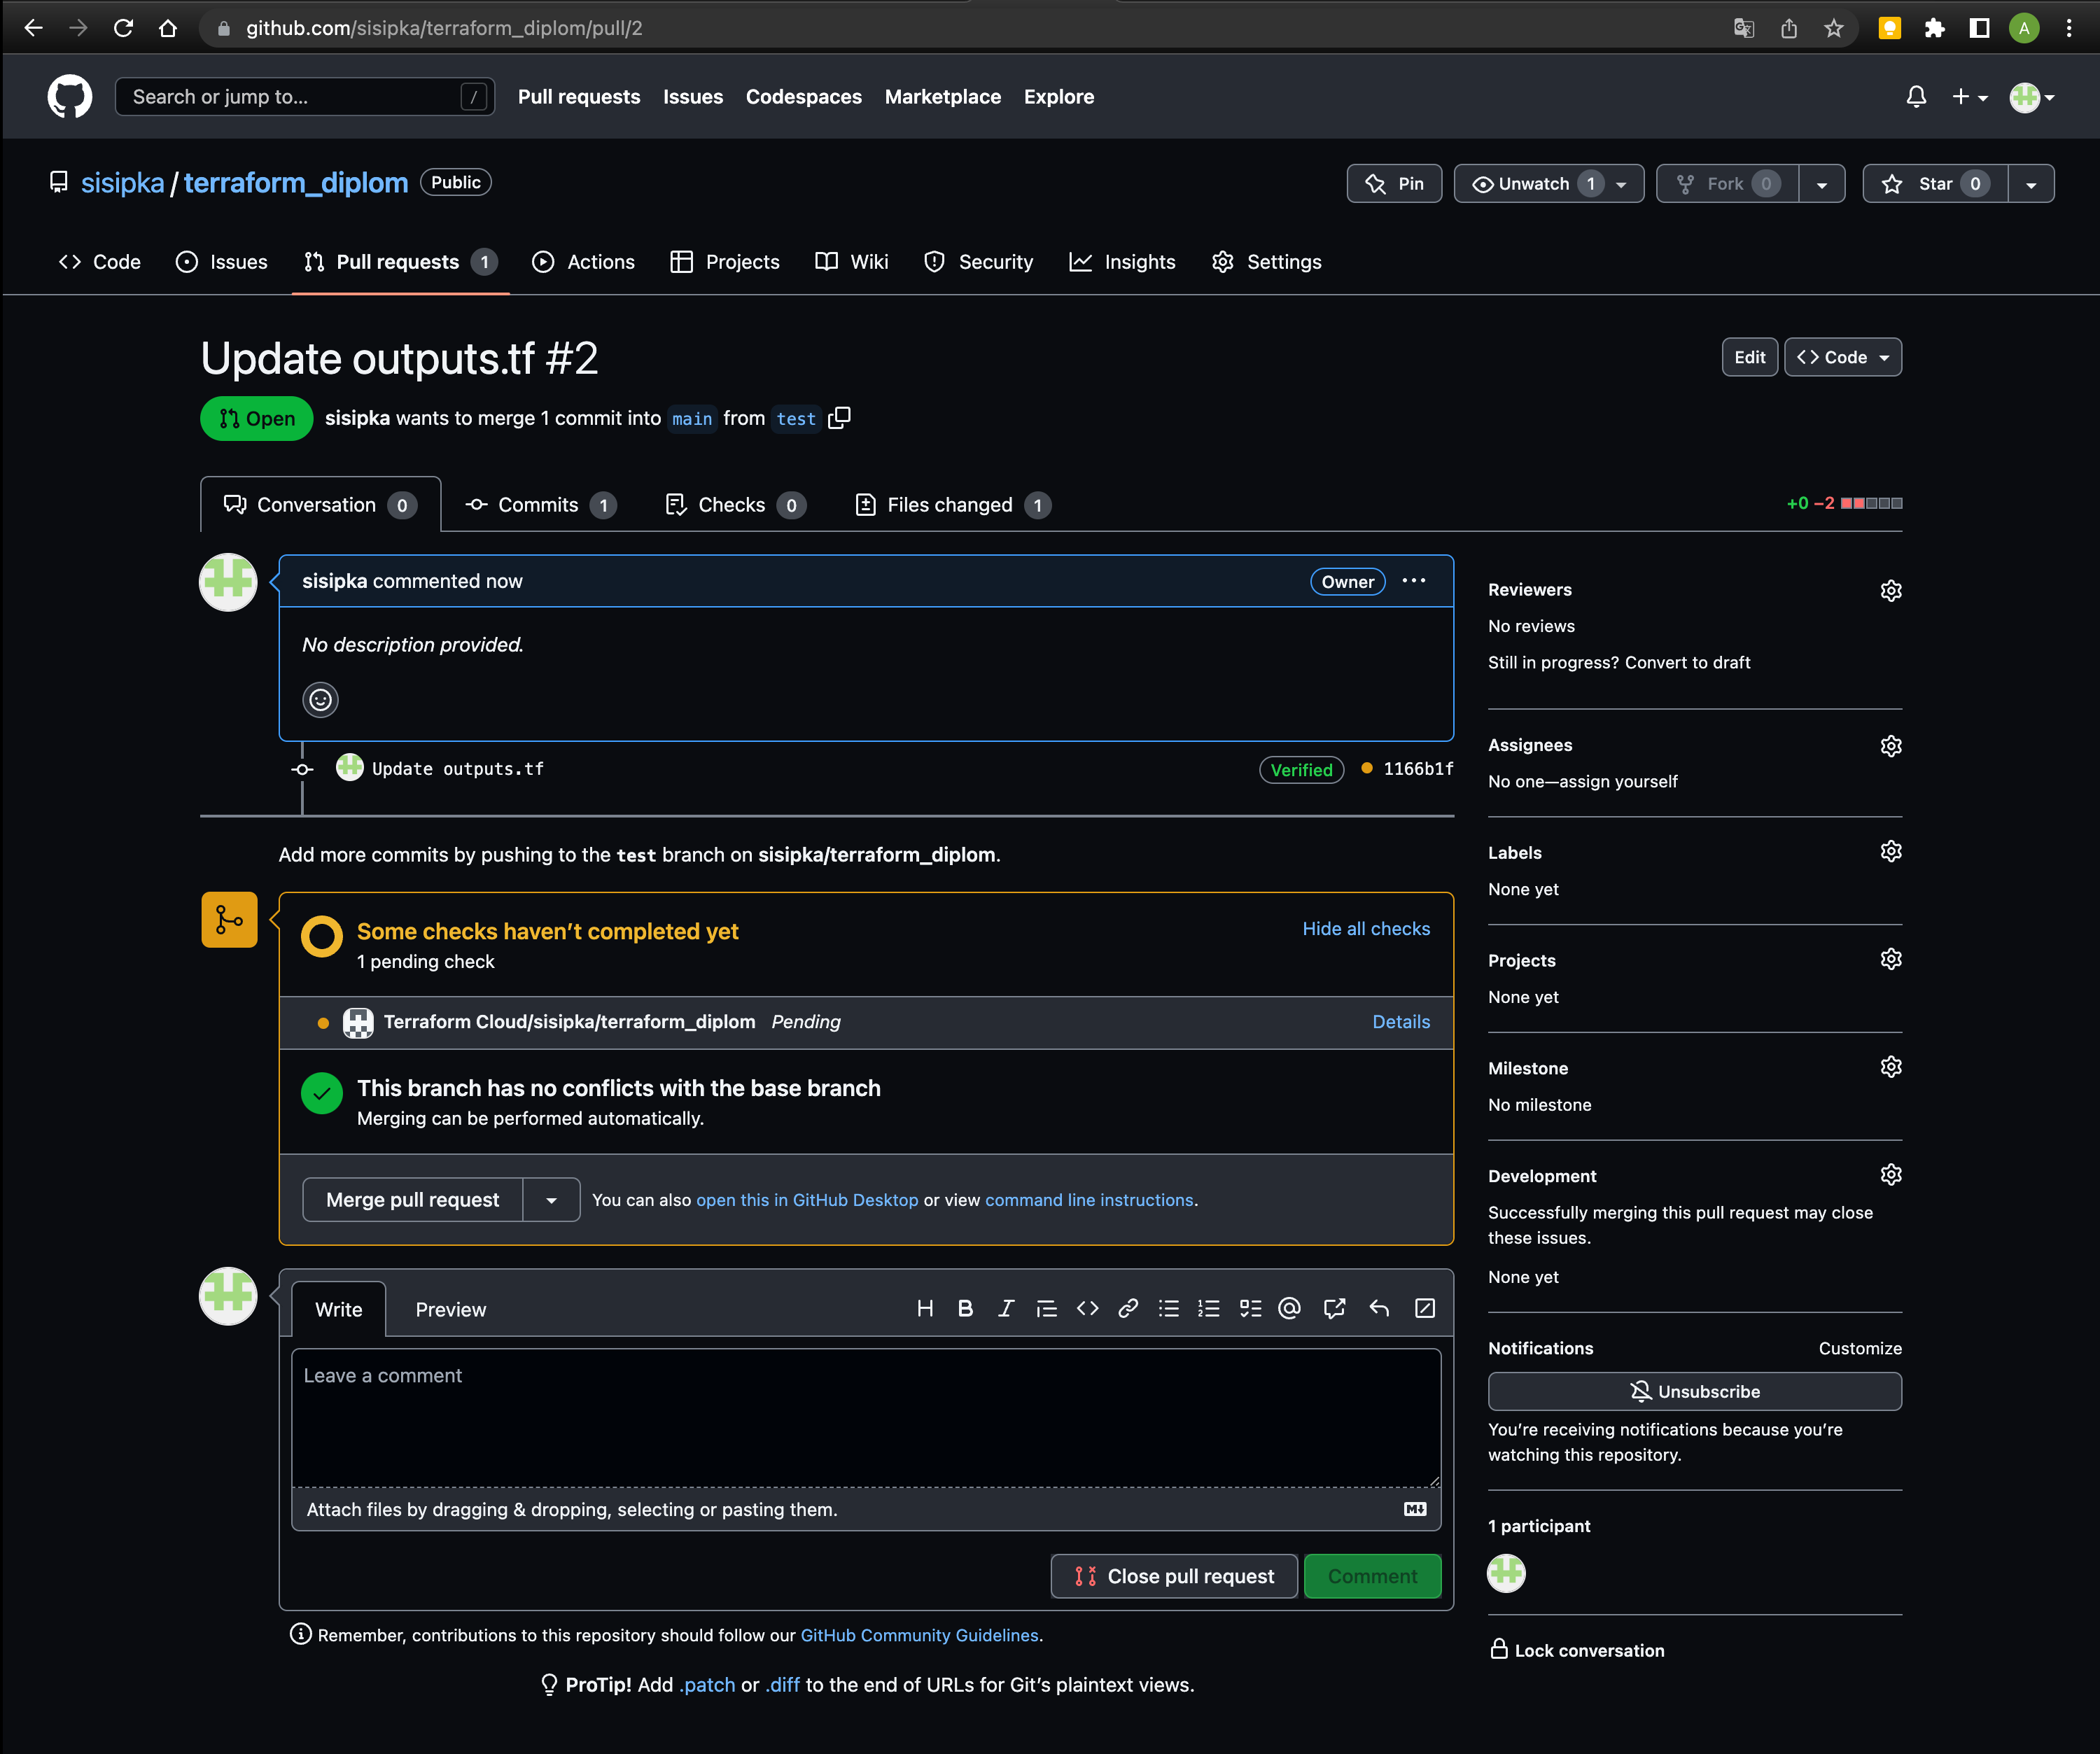 github.com/sisipka/terraform_diplom/pull/2
A
Search or jump to... /
Pull requests Issues Codespaces Marketplace Explore
sisipka / terraform_diplom Public
Pin Unwatch 1 Fork 0 Star 0
Code Issues Pull requests 1 Actions Projects Wiki Security Insights Settings
Update outputs.tf #2
Edit <> Code
Open sisipka wants to merge 1 commit into main from test
Conversation 0 Commits 1 Checks 0 Files changed 1
+0 −2
sisipka commented now Owner ...
No description provided.
Update outputs.tf Verified 1166b1f
Add more commits by pushing to the test branch on sisipka/terraform_diplom.
Some checks haven’t completed yet
Hide all checks
1 pending check
Terraform Cloud/sisipka/terraform_diplom Pending Details
This branch has no conflicts with the base branch
Merging can be performed automatically.
Merge pull request You can also open this in GitHub Desktop or view command line instructions.
Write Preview
H B I
Leave a comment
Attach files by dragging & dropping, selecting or pasting them.
Close pull request Comment
Remember, contributions to this repository should follow our GitHub Community Guidelines.
ProTip! Add .patch or .diff to the end of URLs for Git’s plaintext views.
Reviewers
No reviews
Still in progress? Convert to draft
Assignees
No one—assign yourself
Labels
None yet
Projects
None yet
Milestone
No milestone
Development
Successfully merging this pull request may close
these issues.
None yet
Notifications Customize
Unsubscribe
You’re receiving notifications because you’re
watching this repository.
1 participant
Lock conversation